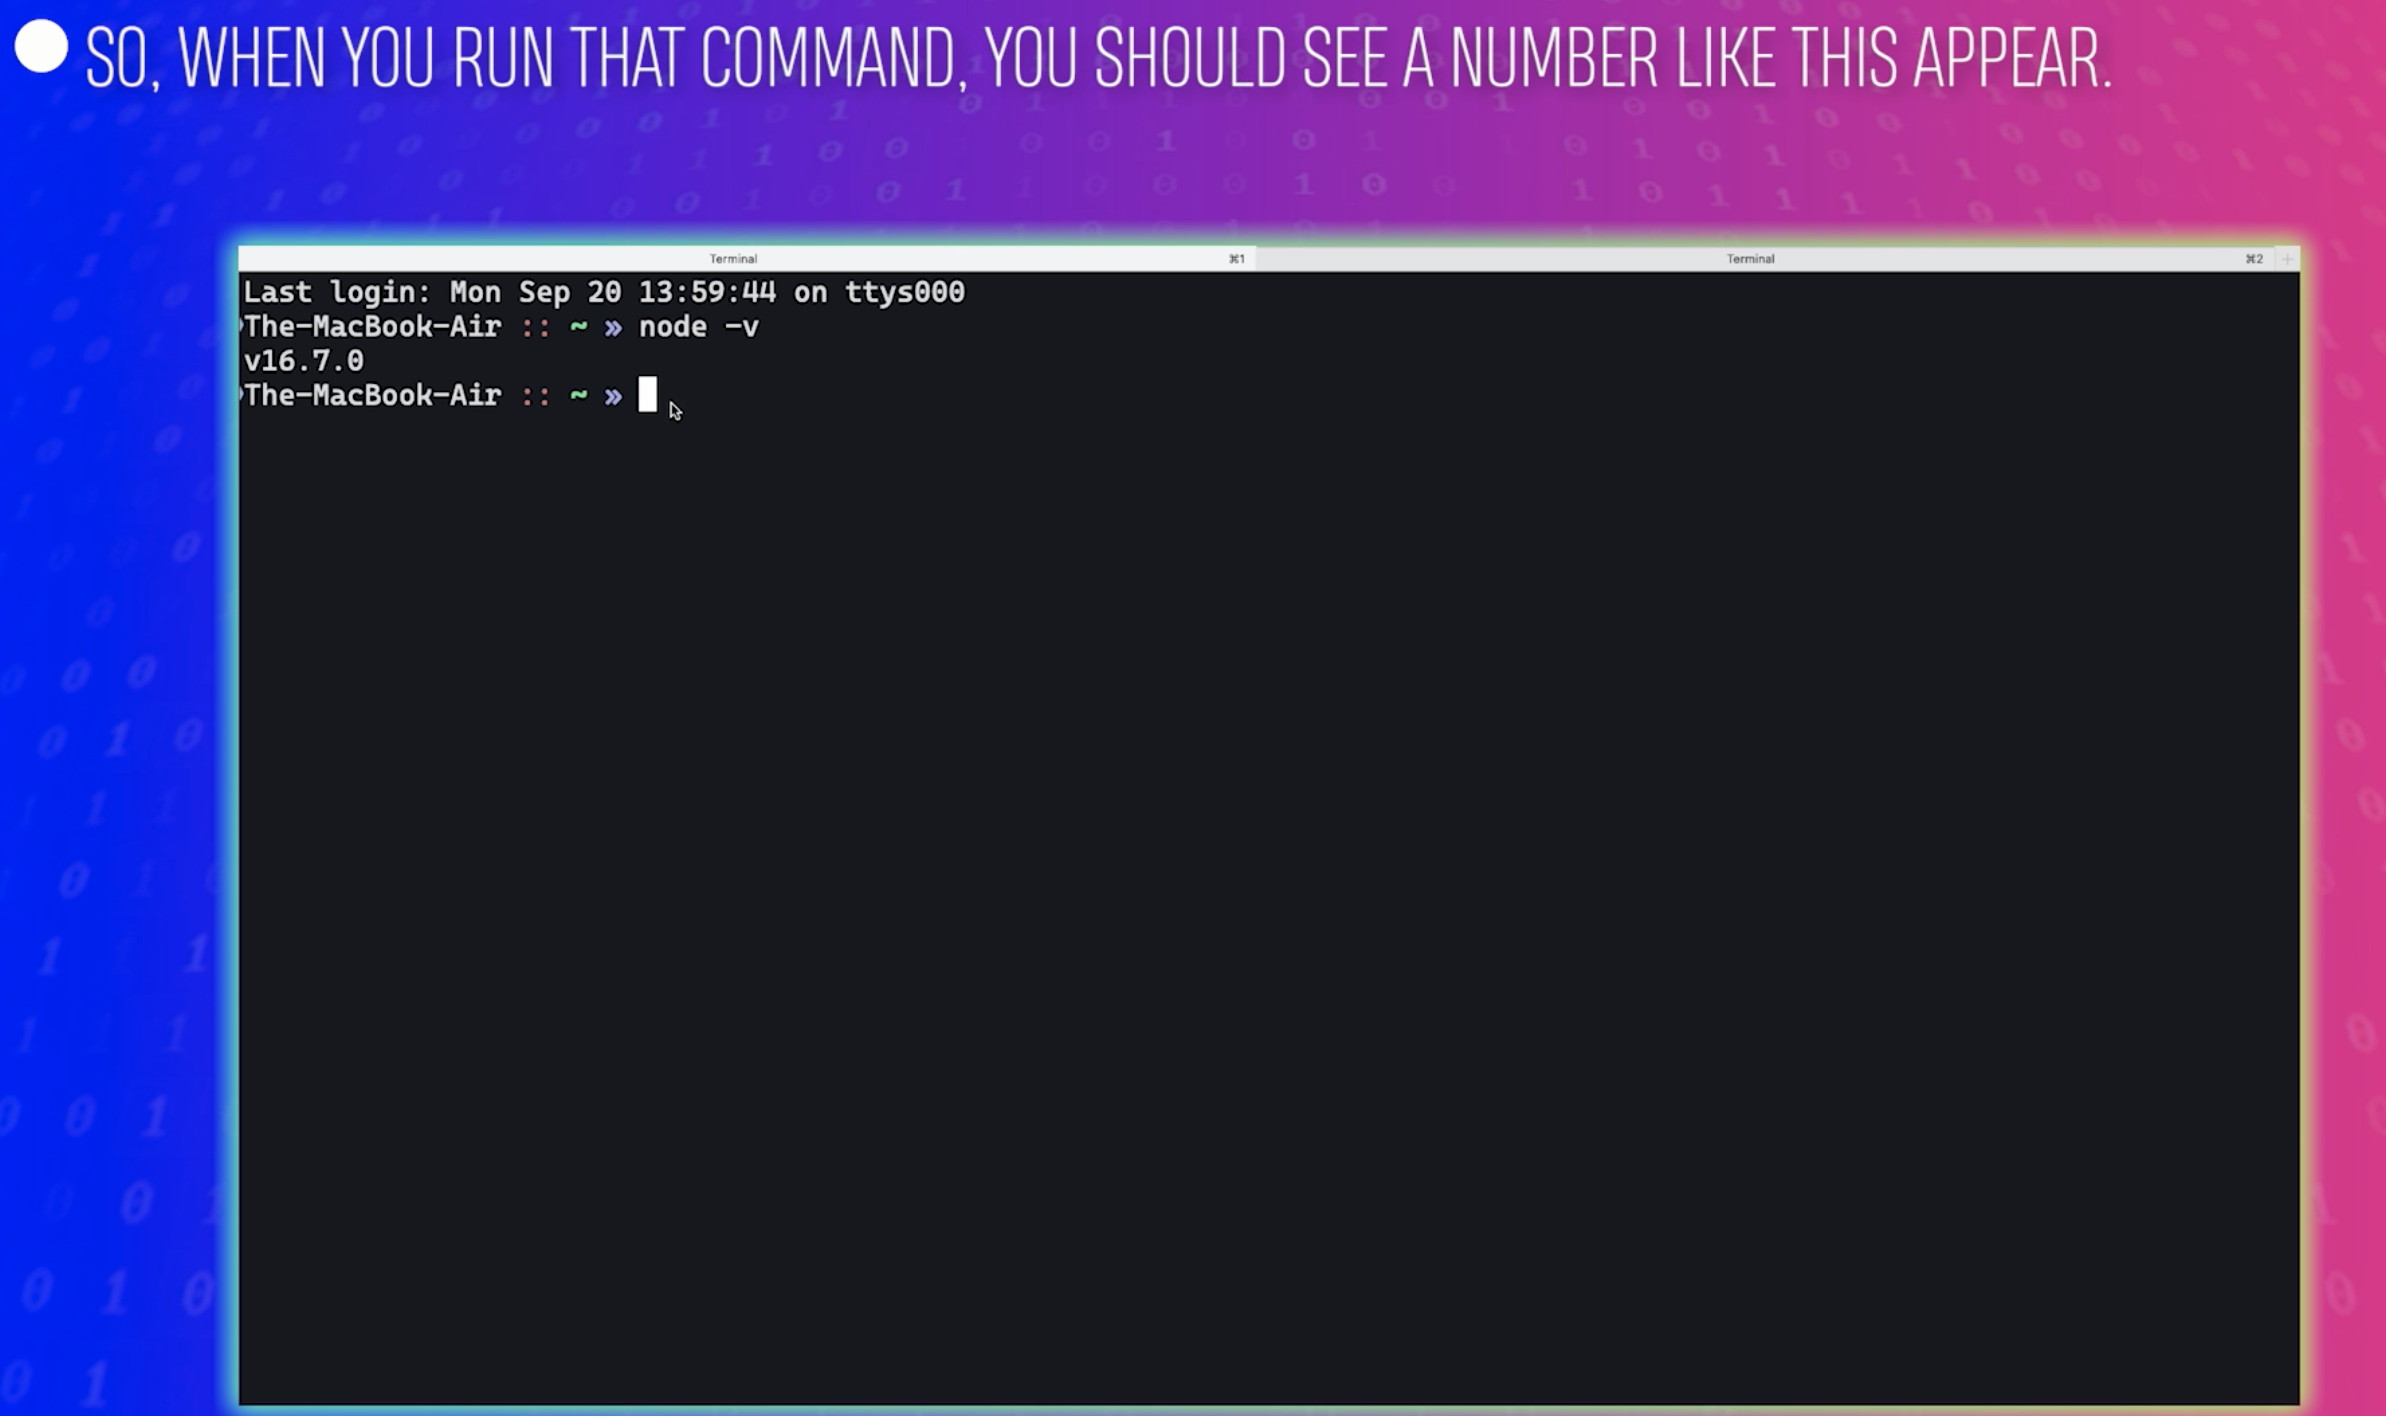 SO, WHEN YOU RUN THAT COMMAND, YOU SHOULD SEE A NUMBER LIKE THIS APPEAR.
Terminal ⌘1 Terminal ⌘2 +
Last login: Mon Sep 20 13:59:44 on ttys000
The-MacBook-Air :: ~ » node -v
v16.7.0
The-MacBook-Air :: ~ »